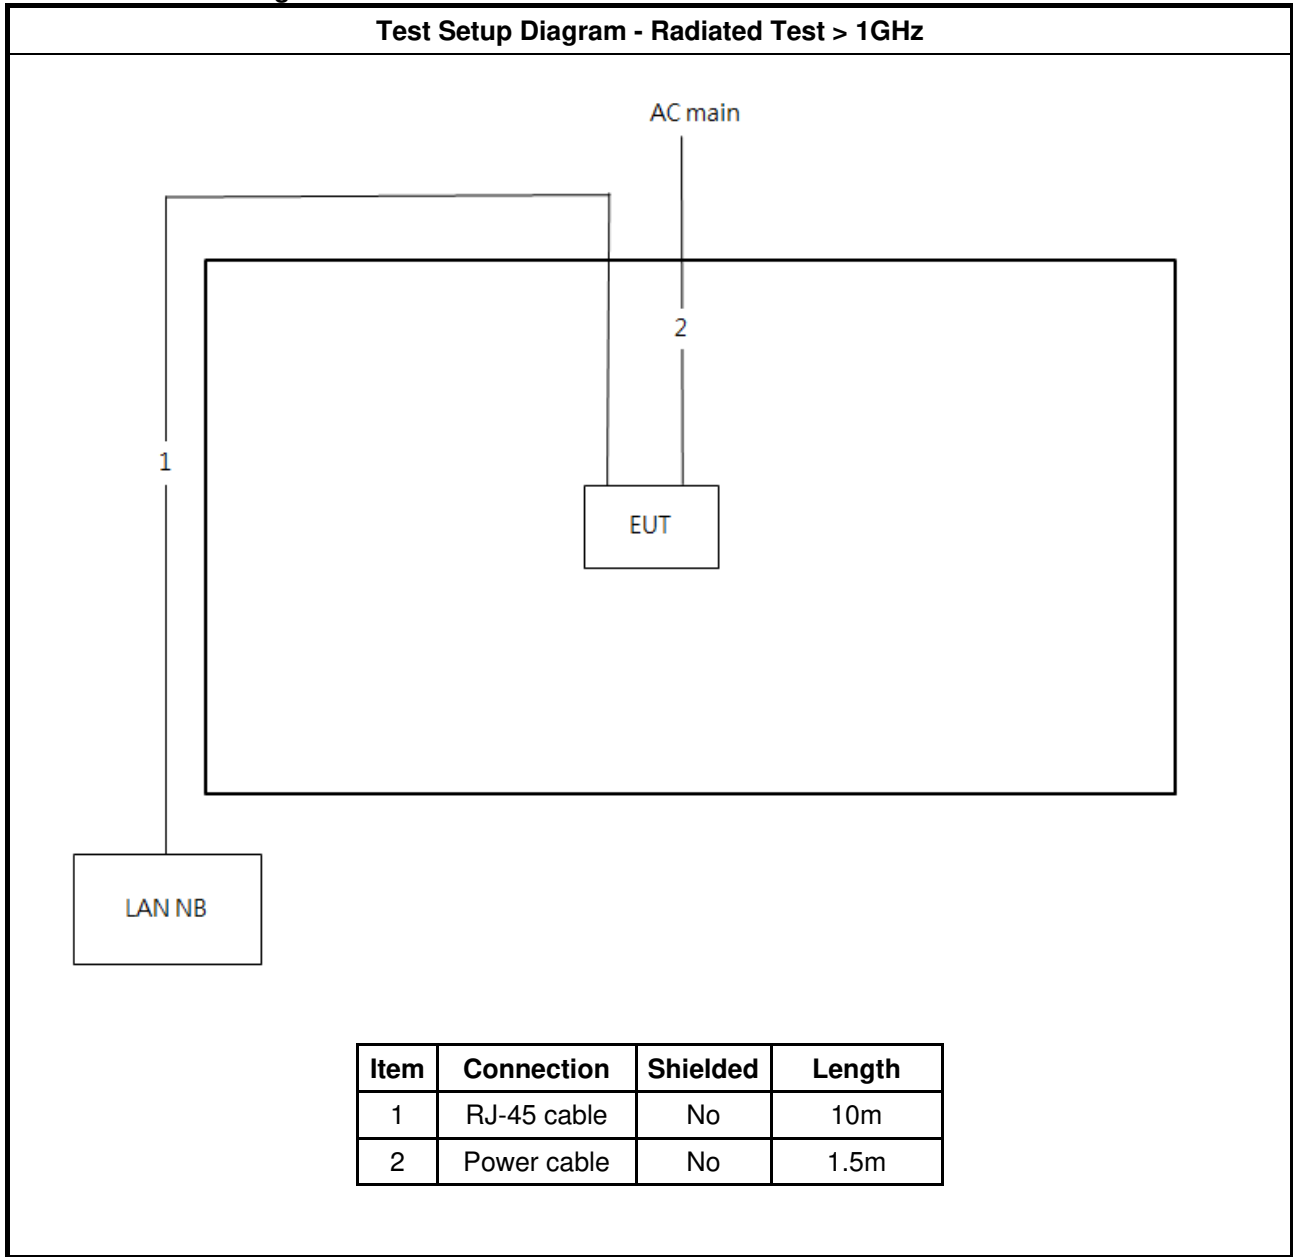 Test Setup Diagram - Radiated Test > 1GHz
AC main
2
1
EUT
LAN NB
Item Connection Shielded Length
1 RJ-45 cable No 10m
2 Power cable No 1.5m